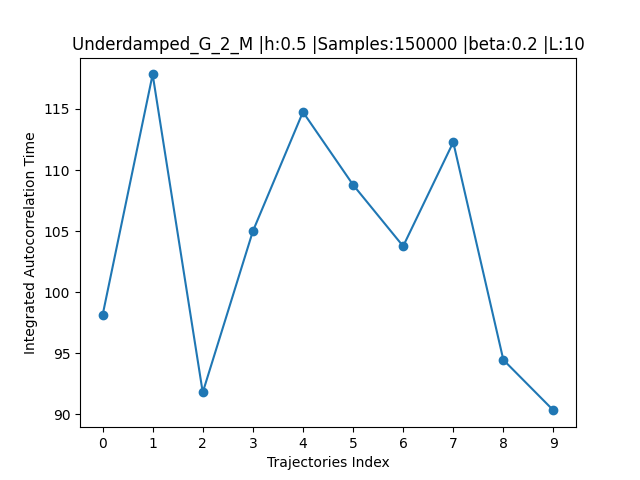 Underdamped_G_2_M |h:0.5 |Samples:150000 |beta:0.2 |L:10
Integrated Autocorrelation Time
115
110
105
100
95
90
0 1 2 3 4 5 6 7 8 9
Trajectories Index